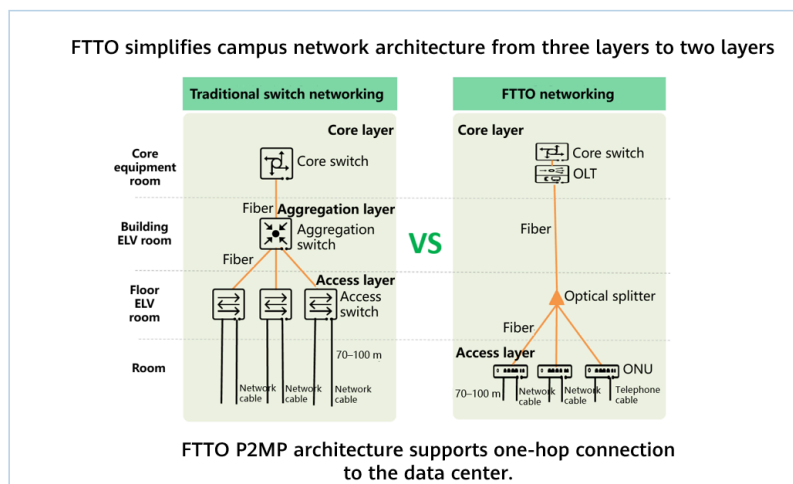 FTTO simplifies campus network architecture from three layers to two layers
Traditional switch networking
FTTO networking
Core equipment room
Building ELV room
Floor ELV room
Room
Core layer
Core switch
Fiber
Aggregation layer
Aggregation switch
Fiber
Access layer
Access switch
70–100 m
Network cable
Network cable
Network cable
VS
Core layer
Core switch
OLT
Fiber
Optical splitter
Fiber
Access layer
ONU
70–100 m
Network cable
Network cable
Telephone cable
FTTO P2MP architecture supports one-hop connection
to the data center.